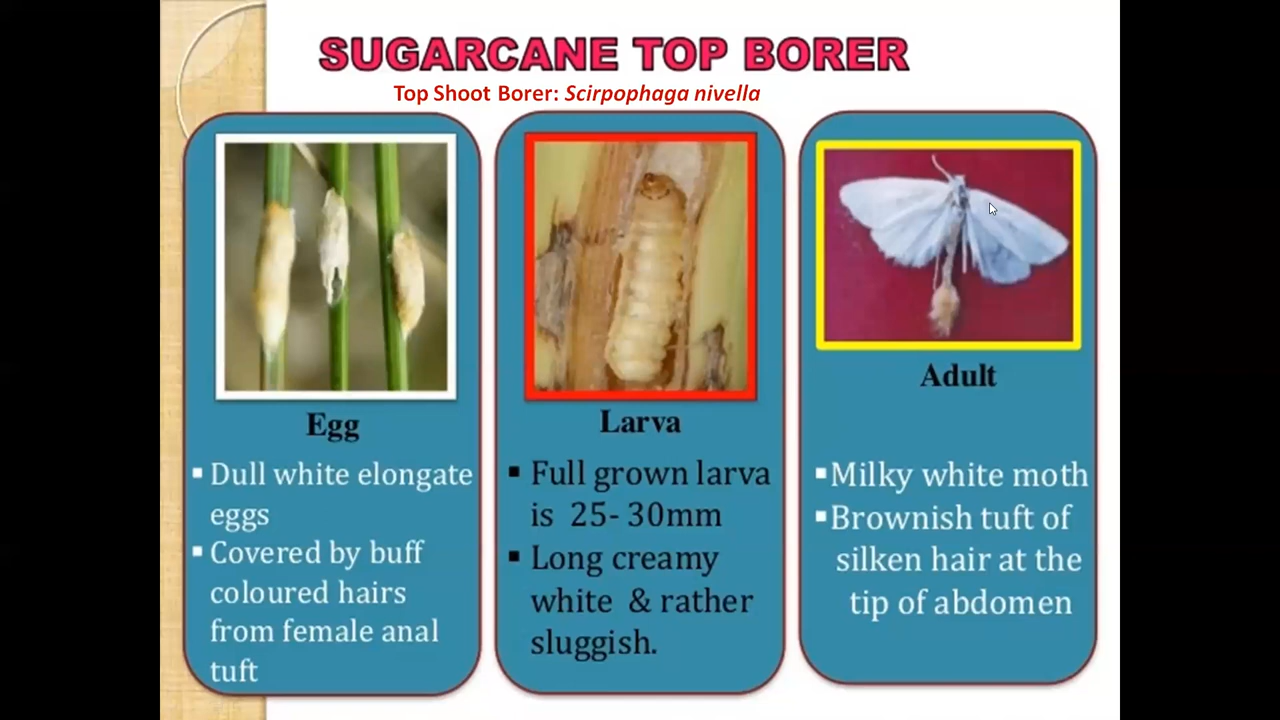 SUGARCANE TOP BORER
Top Shoot Borer: Scirpophaga nivella
Egg
▪ Dull white elongate
eggs
▪ Covered by buff
coloured hairs
from female anal
tuft
Larva
▪ Full grown larva
is 25- 30mm
▪ Long creamy
white & rather
sluggish.
Adult
▪Milky white moth
▪Brownish tuft of
silken hair at the
tip of abdomen